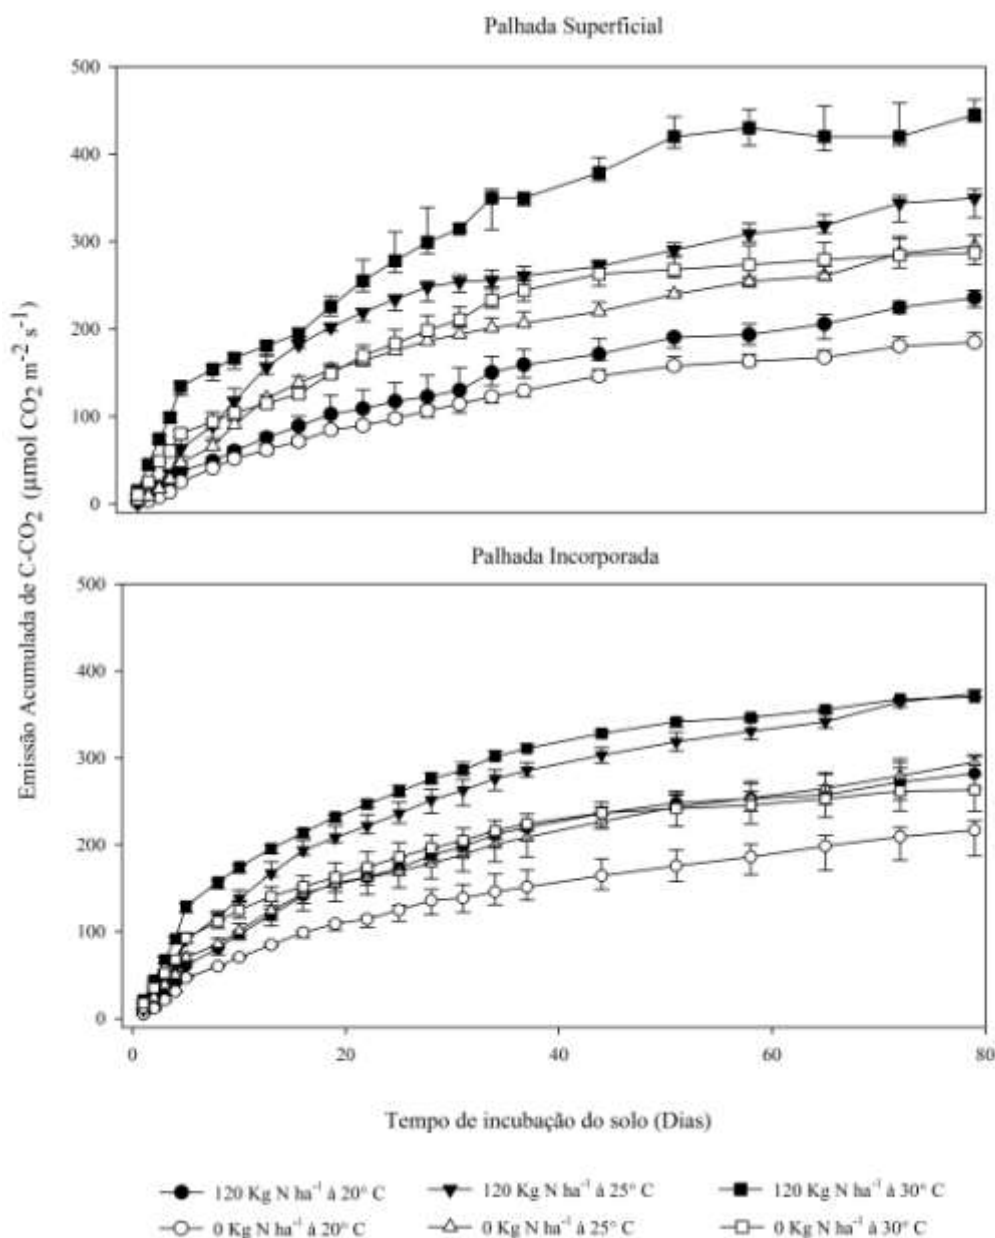 Palhada Superficial
500
400
300
200
100
0
Emissão Acumulada de C-CO₂ (µmol CO₂ m⁻² s⁻¹)
Palhada Incorporada
500
400
300
200
100
0
0 20 40 60 80
Tempo de incubação do solo (Dias)
120 Kg N ha⁻¹ à 20° C 120 Kg N ha⁻¹ à 25° C 120 Kg N ha⁻¹ à 30° C
0 Kg N ha⁻¹ à 20° C 0 Kg N ha⁻¹ à 25° C 0 Kg N ha⁻¹ à 30° C